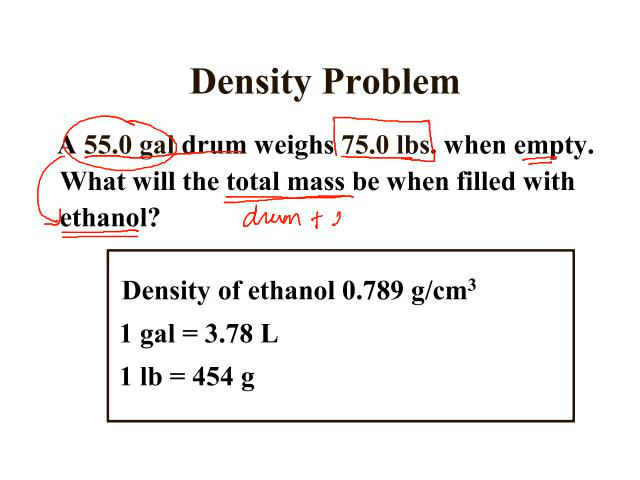 Density Problem
A 55.0 gal drum weighs 75.0 lbs. when empty.
What will the total mass be when filled with
ethanol?
drum +
Density of ethanol 0.789 g/cm³
1 gal = 3.78 L
1 lb = 454 g